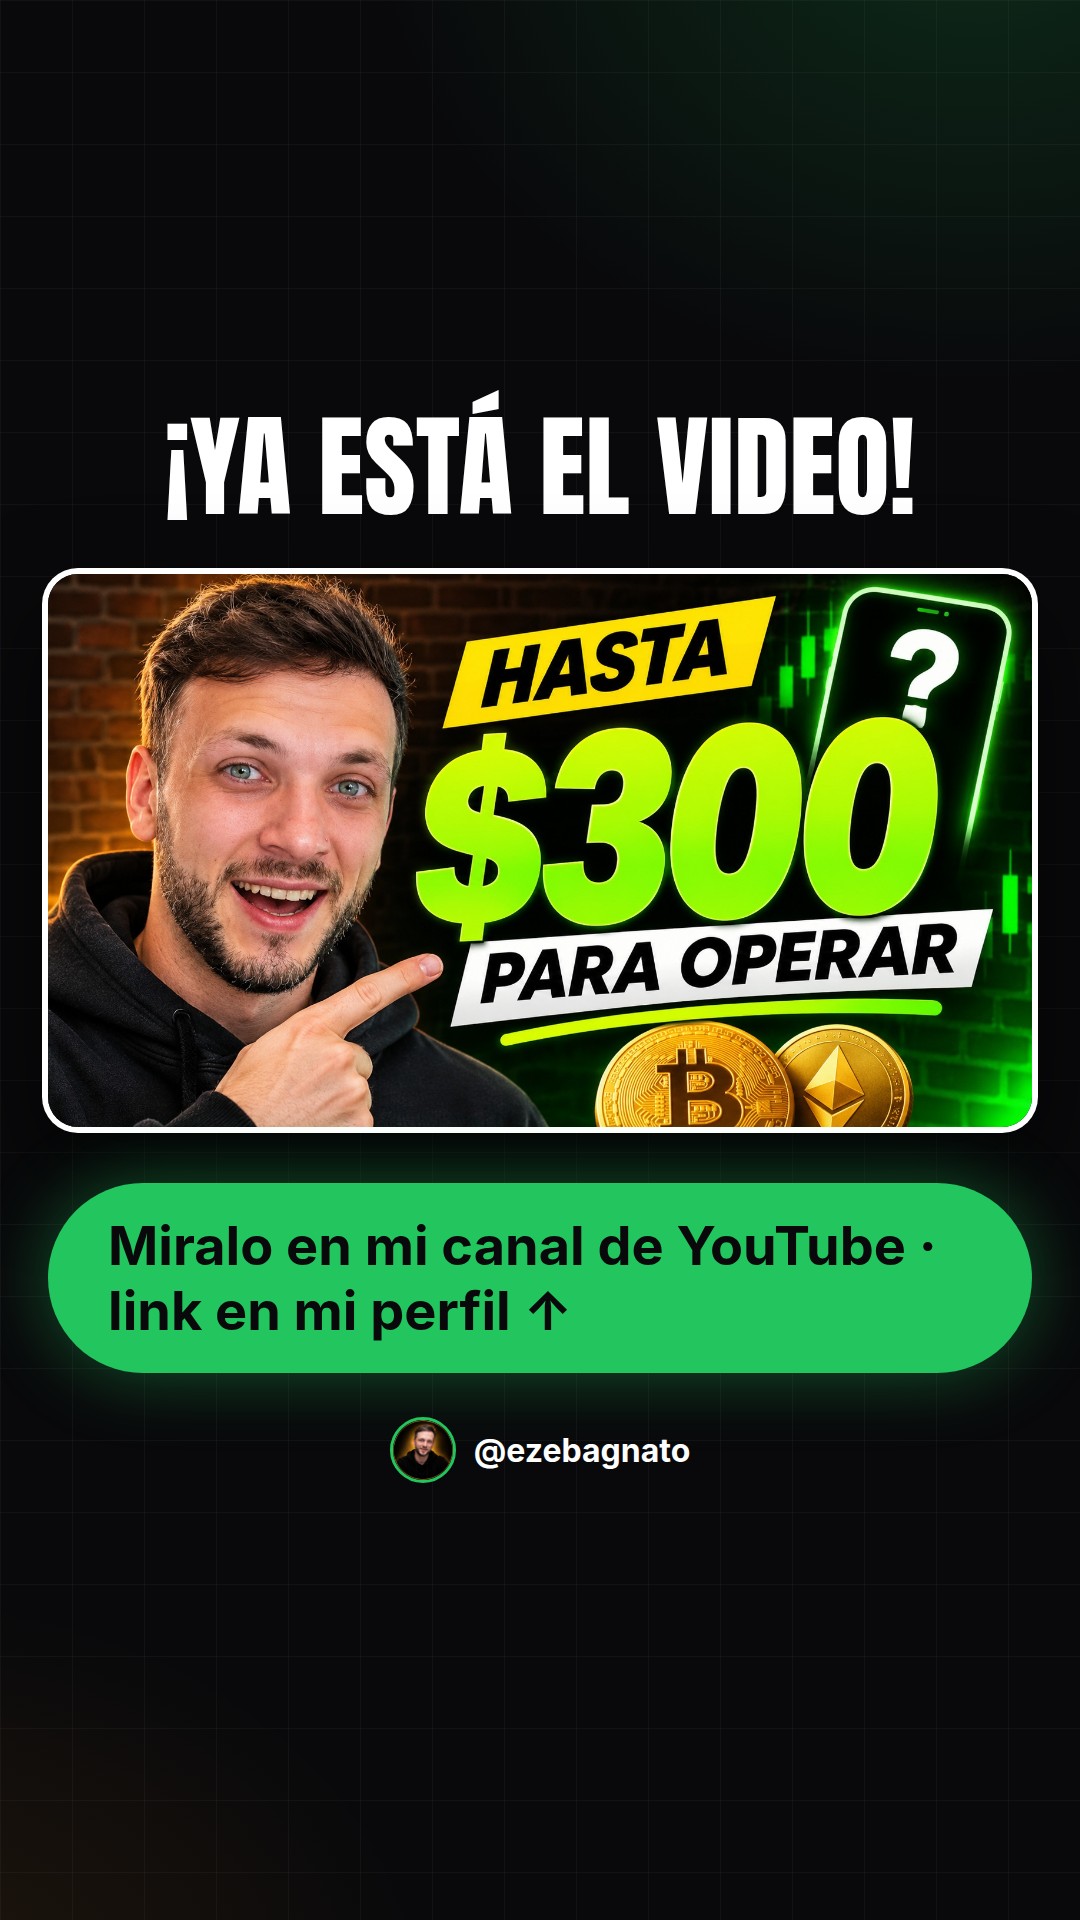 ¡YA ESTÁ EL VIDEO!
HASTA
?
$300
PARA OPERAR
Miralo en mi canal de YouTube ·
link en mi perfil ↑
@ezebagnato